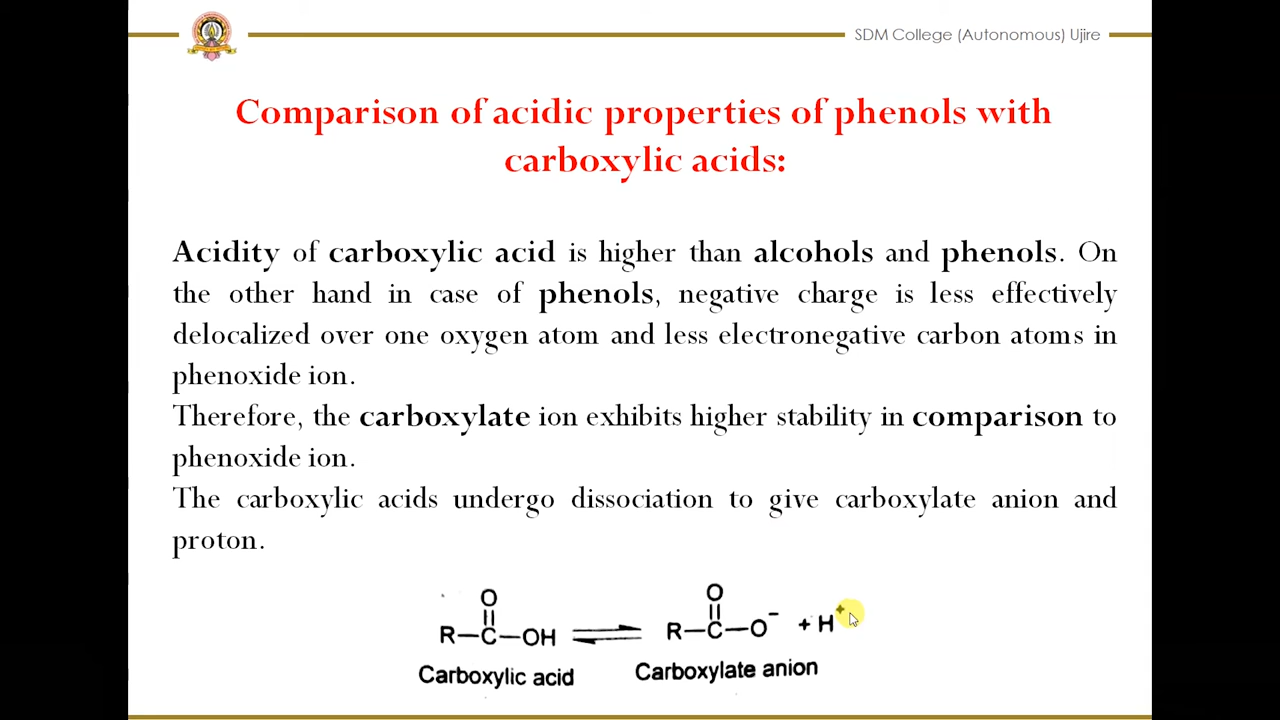 SDM College (Autonomous) Ujire
Comparison of acidic properties of phenols with
carboxylic acids:
Acidity of carboxylic acid is higher than alcohols and phenols. On
the other hand in case of phenols, negative charge is less effectively
delocalized over one oxygen atom and less electronegative carbon atoms in
phenoxide ion.
Therefore, the carboxylate ion exhibits higher stability in comparison to
phenoxide ion.
The carboxylic acids undergo dissociation to give carboxylate anion and
proton.
O O
R—C—OH ⇌ R—C—O⁻ + H⁺
Carboxylic acid Carboxylate anion